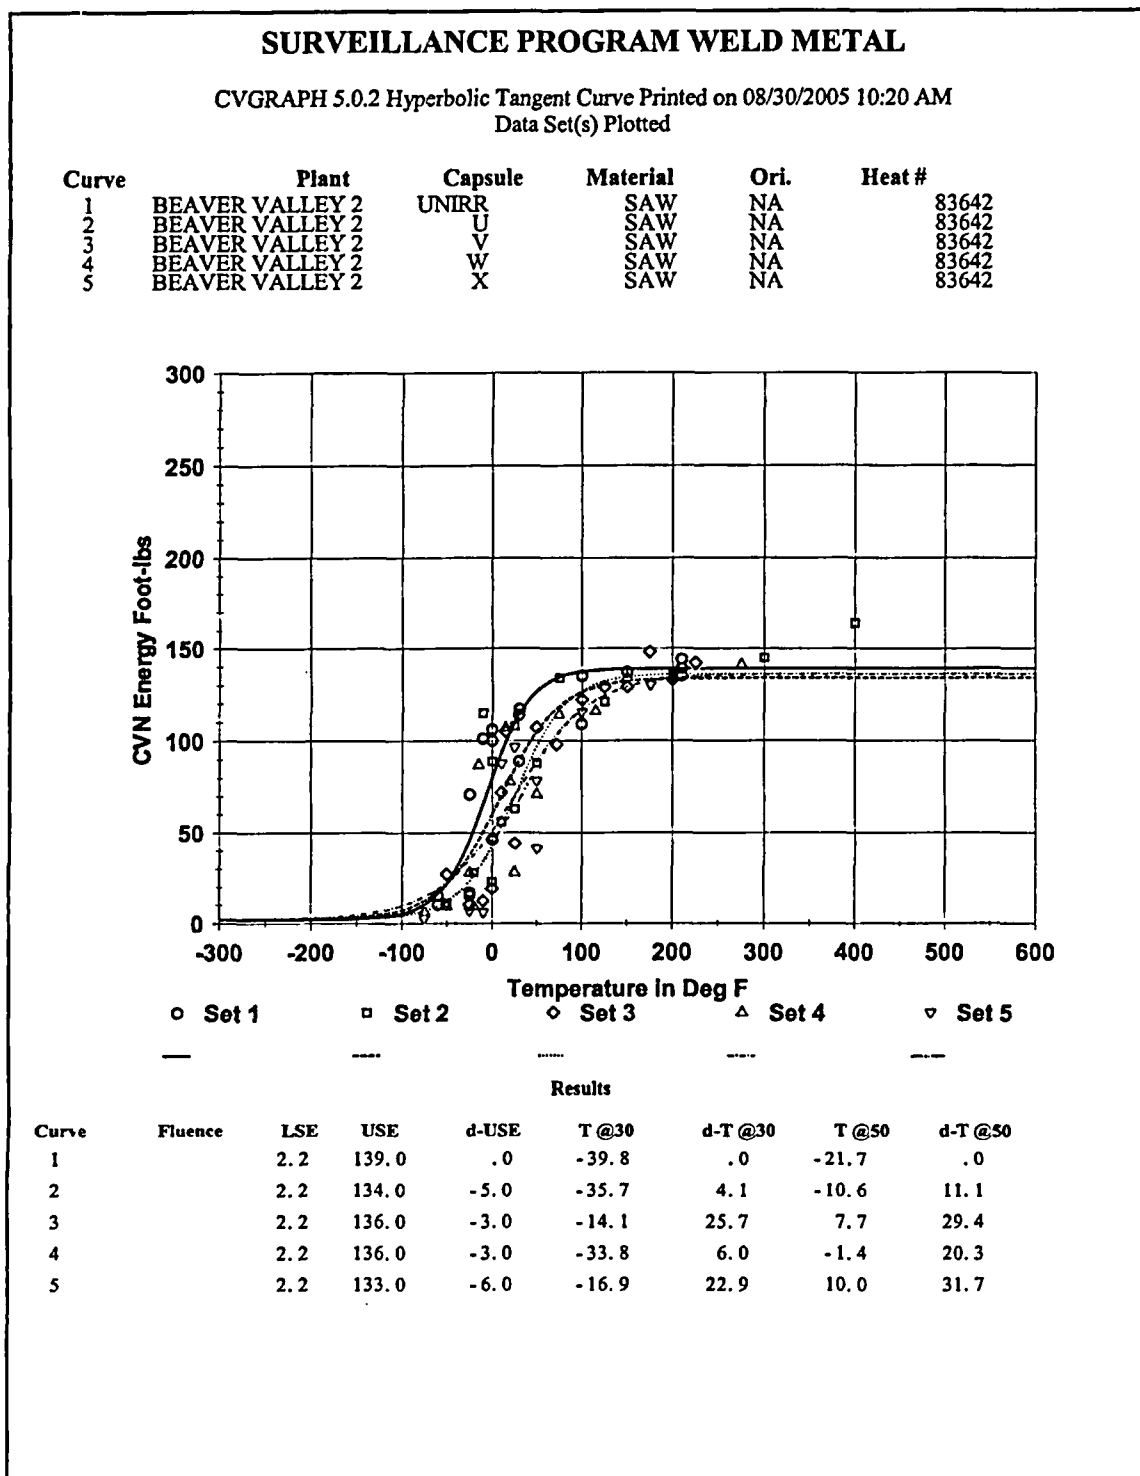 SURVEILLANCE PROGRAM WELD METAL
CVGRAPH 5.0.2 Hyperbolic Tangent Curve Printed on 08/30/2005 10:20 AM
Data Set(s) Plotted
Curve Plant Capsule Material Ori. Heat #
1 BEAVER VALLEY 2 UNIRR SAW NA 83642
2 BEAVER VALLEY 2 U SAW NA 83642
3 BEAVER VALLEY 2 V SAW NA 83642
4 BEAVER VALLEY 2 W SAW NA 83642
5 BEAVER VALLEY 2 X SAW NA 83642
300
250
200
150
100
50
0
CVN Energy Foot-lbs
-300 -200 -100 0 100 200 300 400 500 600
Temperature in Deg F
Set 1 Set 2 Set 3 Set 4 Set 5
Results
Curve Fluence LSE USE d-USE T @30 d-T @30 T @50 d-T @50
1 2.2 139.0 .0 -39.8 .0 -21.7 .0
2 2.2 134.0 -5.0 -35.7 4.1 -10.6 11.1
3 2.2 136.0 -3.0 -14.1 25.7 7.7 29.4
4 2.2 136.0 -3.0 -33.8 6.0 -1.4 20.3
5 2.2 133.0 -6.0 -16.9 22.9 10.0 31.7